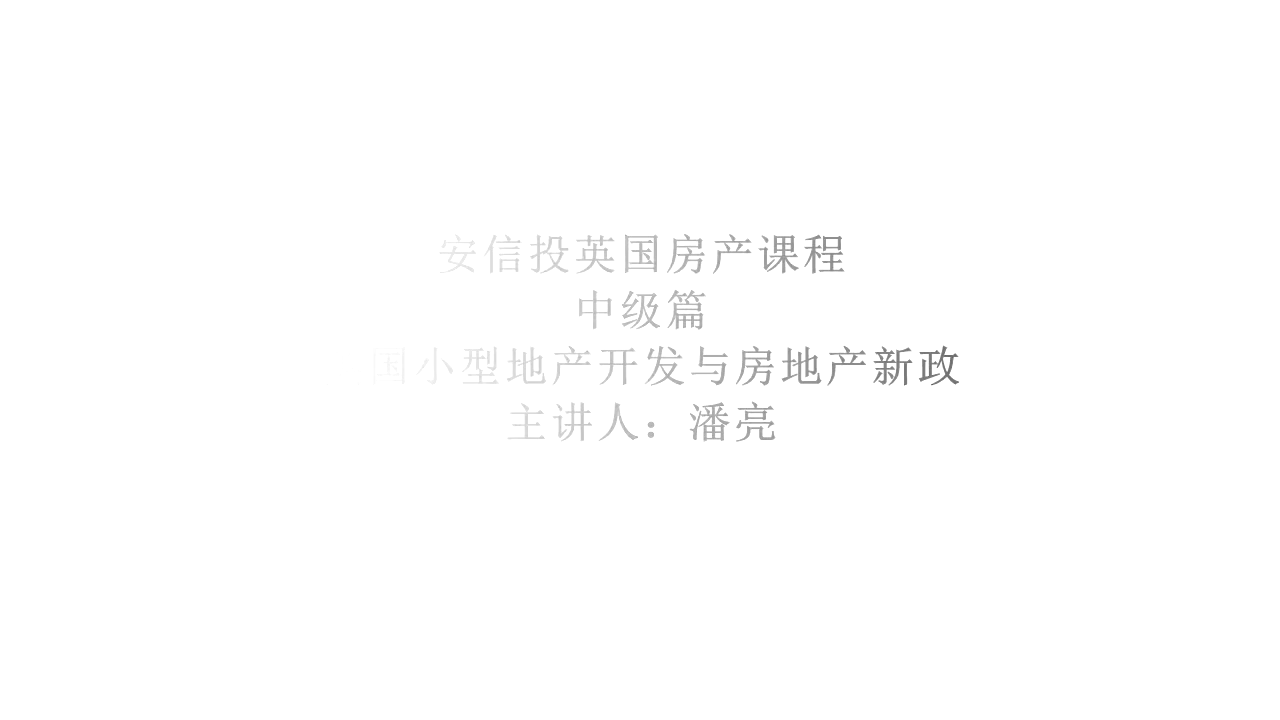 安信投英国房产课程
中级篇
国小型地产开发与房地产新政
主讲人：潘亮